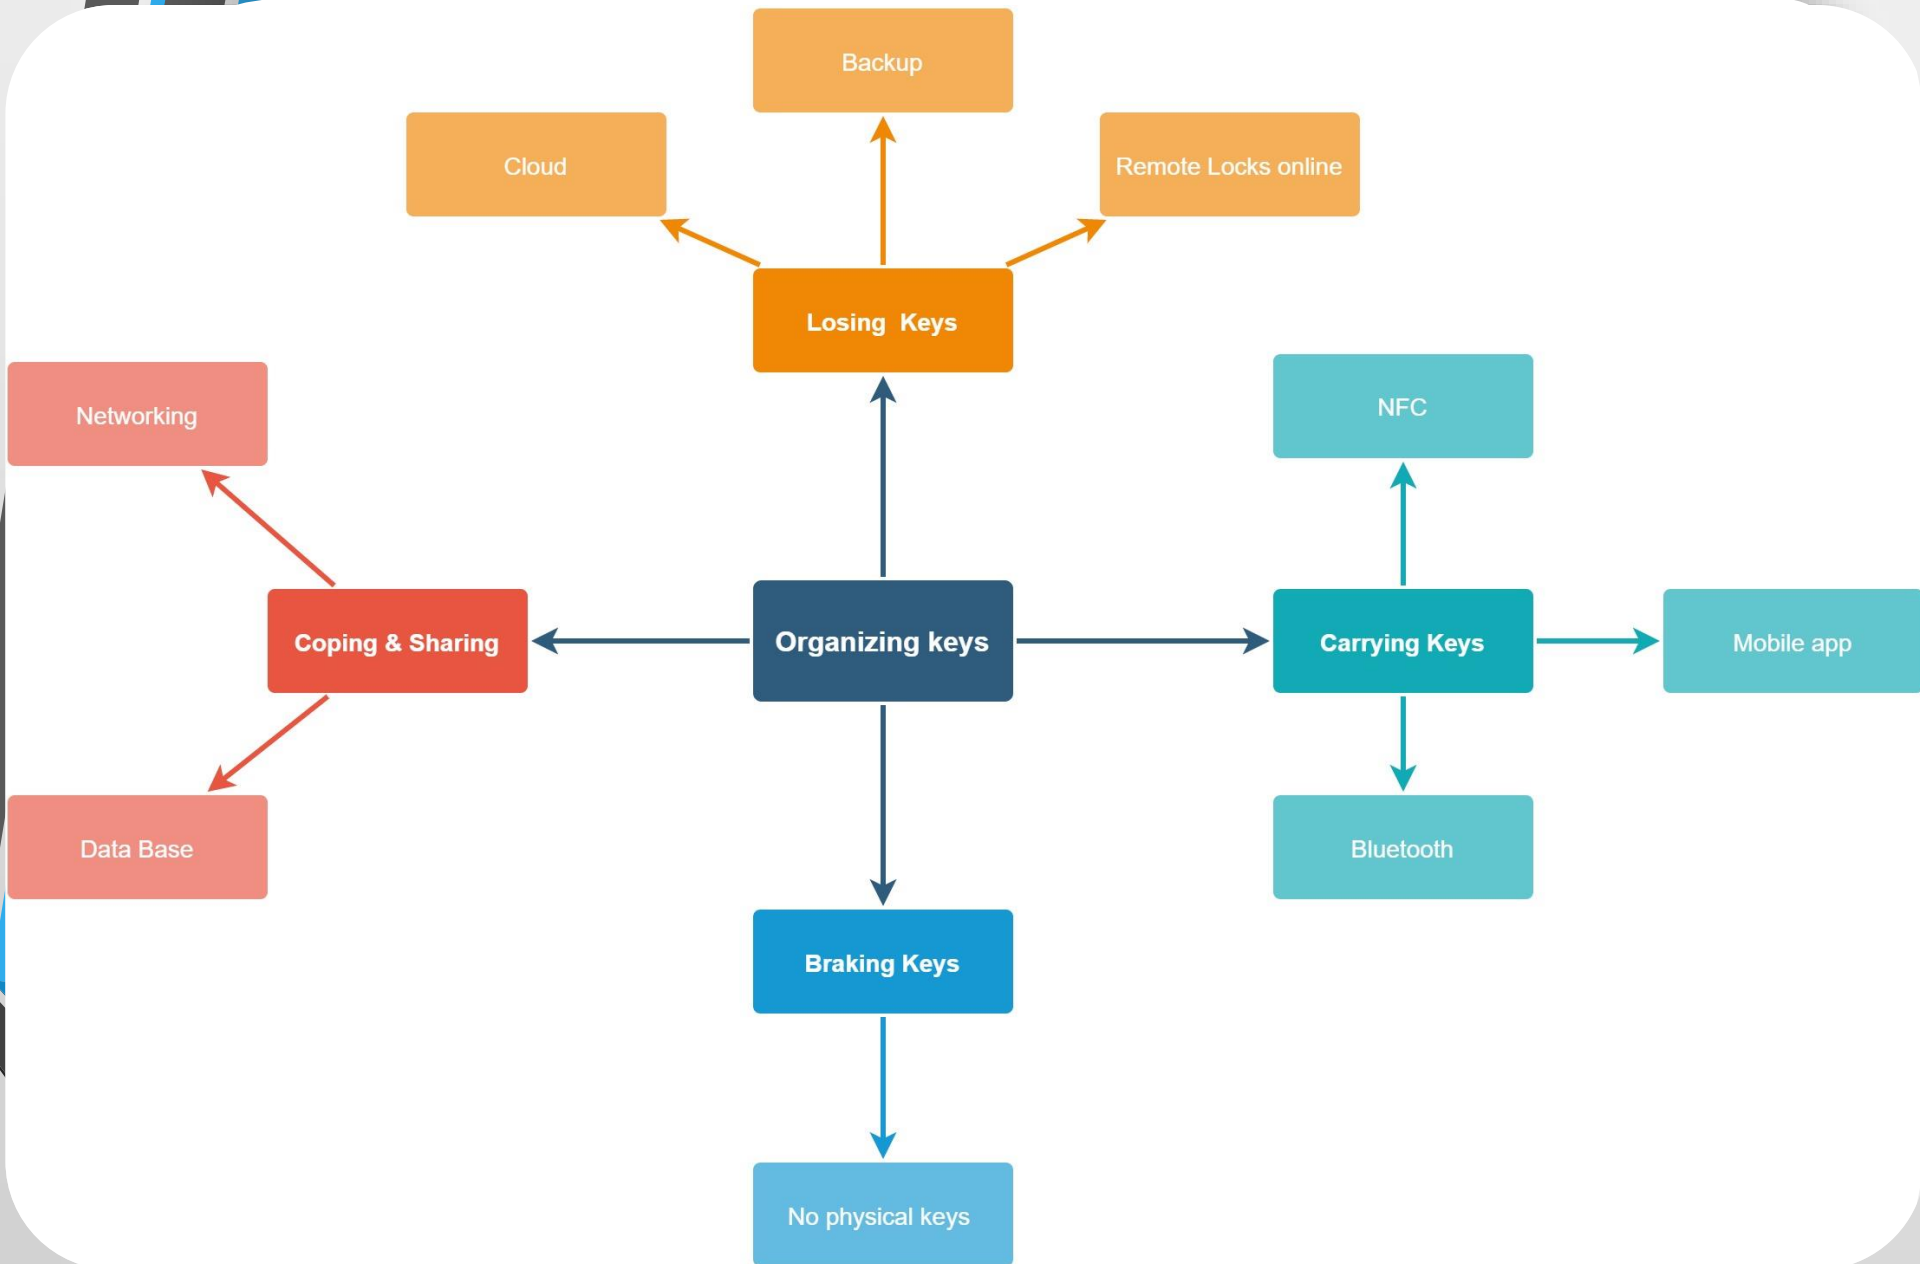 Backup
Cloud
Remote Locks online
Losing  Keys
Networking
NFC
Coping & Sharing
Organizing keys
Carrying Keys
Mobile app
Data Base
Bluetooth
Braking Keys
No physical keys